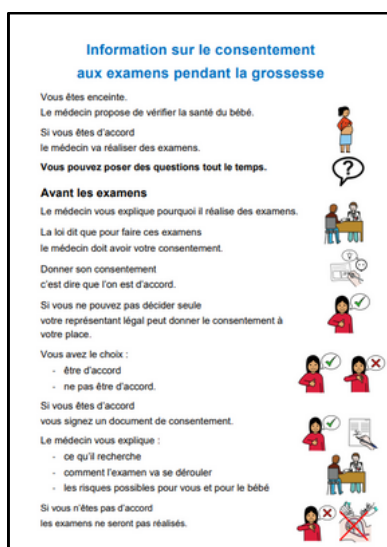 Information sur le consentement
aux examens pendant la grossesse
Vous êtes enceinte.
Le médecin propose de vérifier la santé du bébé.
Si vous êtes d'accord
le médecin va réaliser des examens.
Vous pouvez poser des questions tout le temps.
?
Avant les examens
Le médecin vous explique pourquoi il réalise des examens.
La loi dit que pour faire ces examens
le médecin doit avoir votre consentement.
Donner son consentement
c'est dire que l'on est d'accord.
Si vous ne pouvez pas décider seule
votre représentant légal peut donner le consentement à
votre place.
Vous avez le choix :
- être d'accord
- ne pas être d'accord.
Si vous êtes d'accord
vous signez un document de consentement.
Le médecin vous explique :
- ce qu'il recherche
- comment l'examen va se dérouler
- les risques possibles pour vous et pour le bébé
Si vous n'êtes pas d'accord
les examens ne seront pas réalisés.